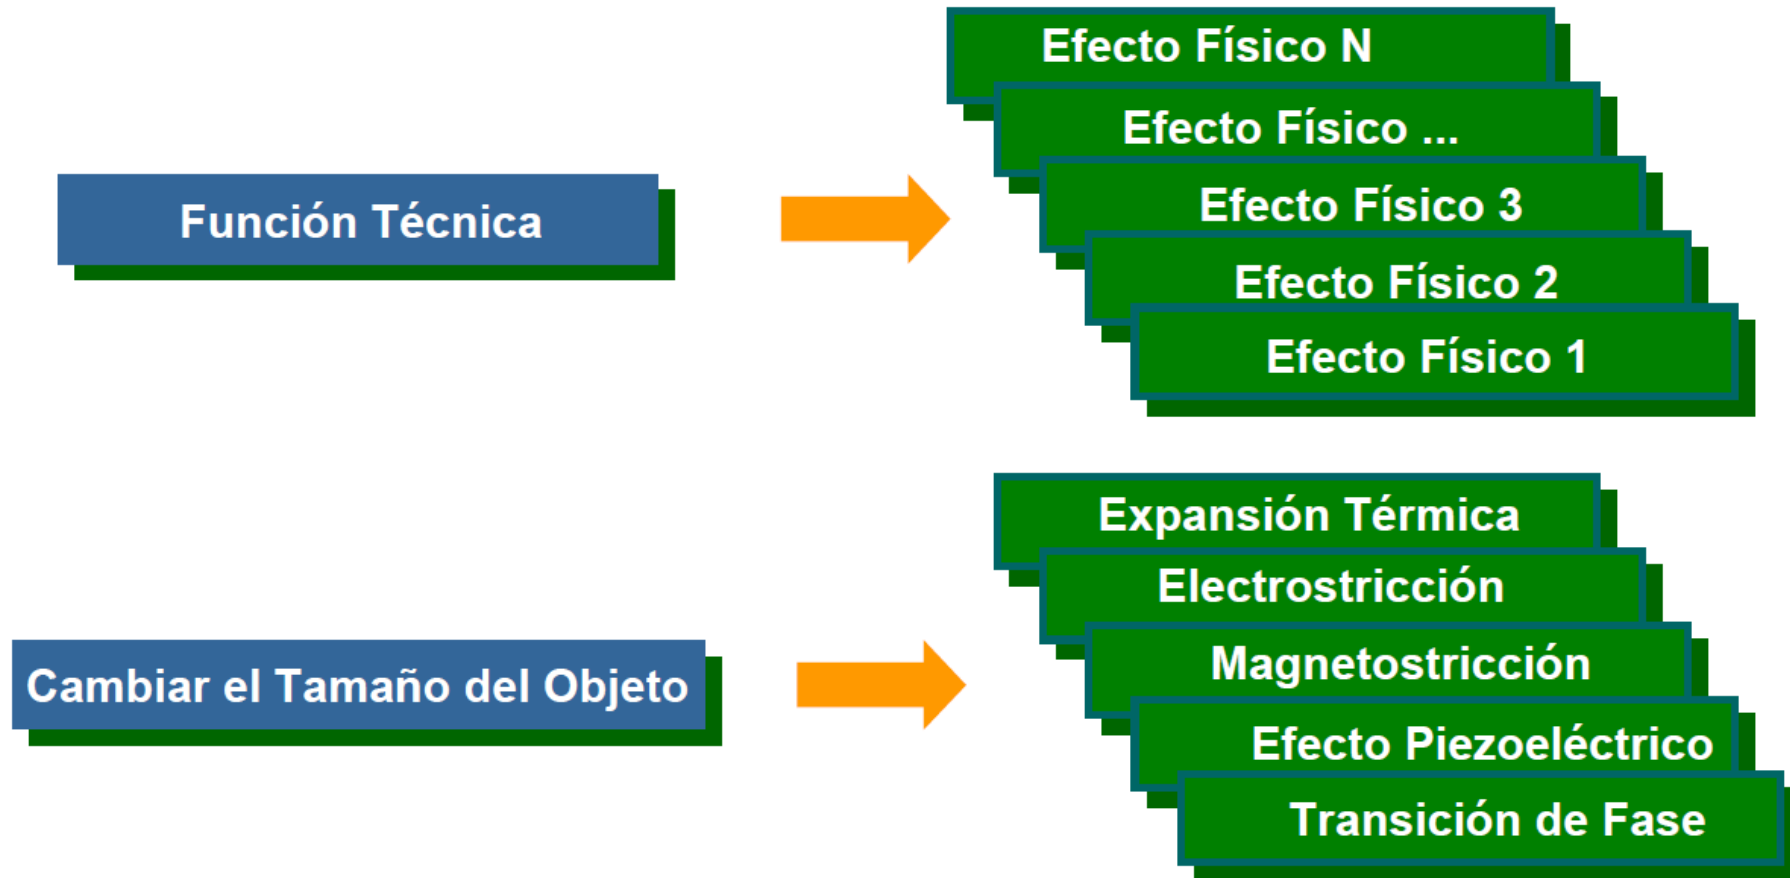 Función Técnica
Efecto Físico N
Efecto Físico ...
Efecto Físico 3
Efecto Físico 2
Efecto Físico 1
Cambiar el Tamaño del Objeto
Expansión Térmica
Electrostricción
Magnetostricción
Efecto Piezoeléctrico
Transición de Fase